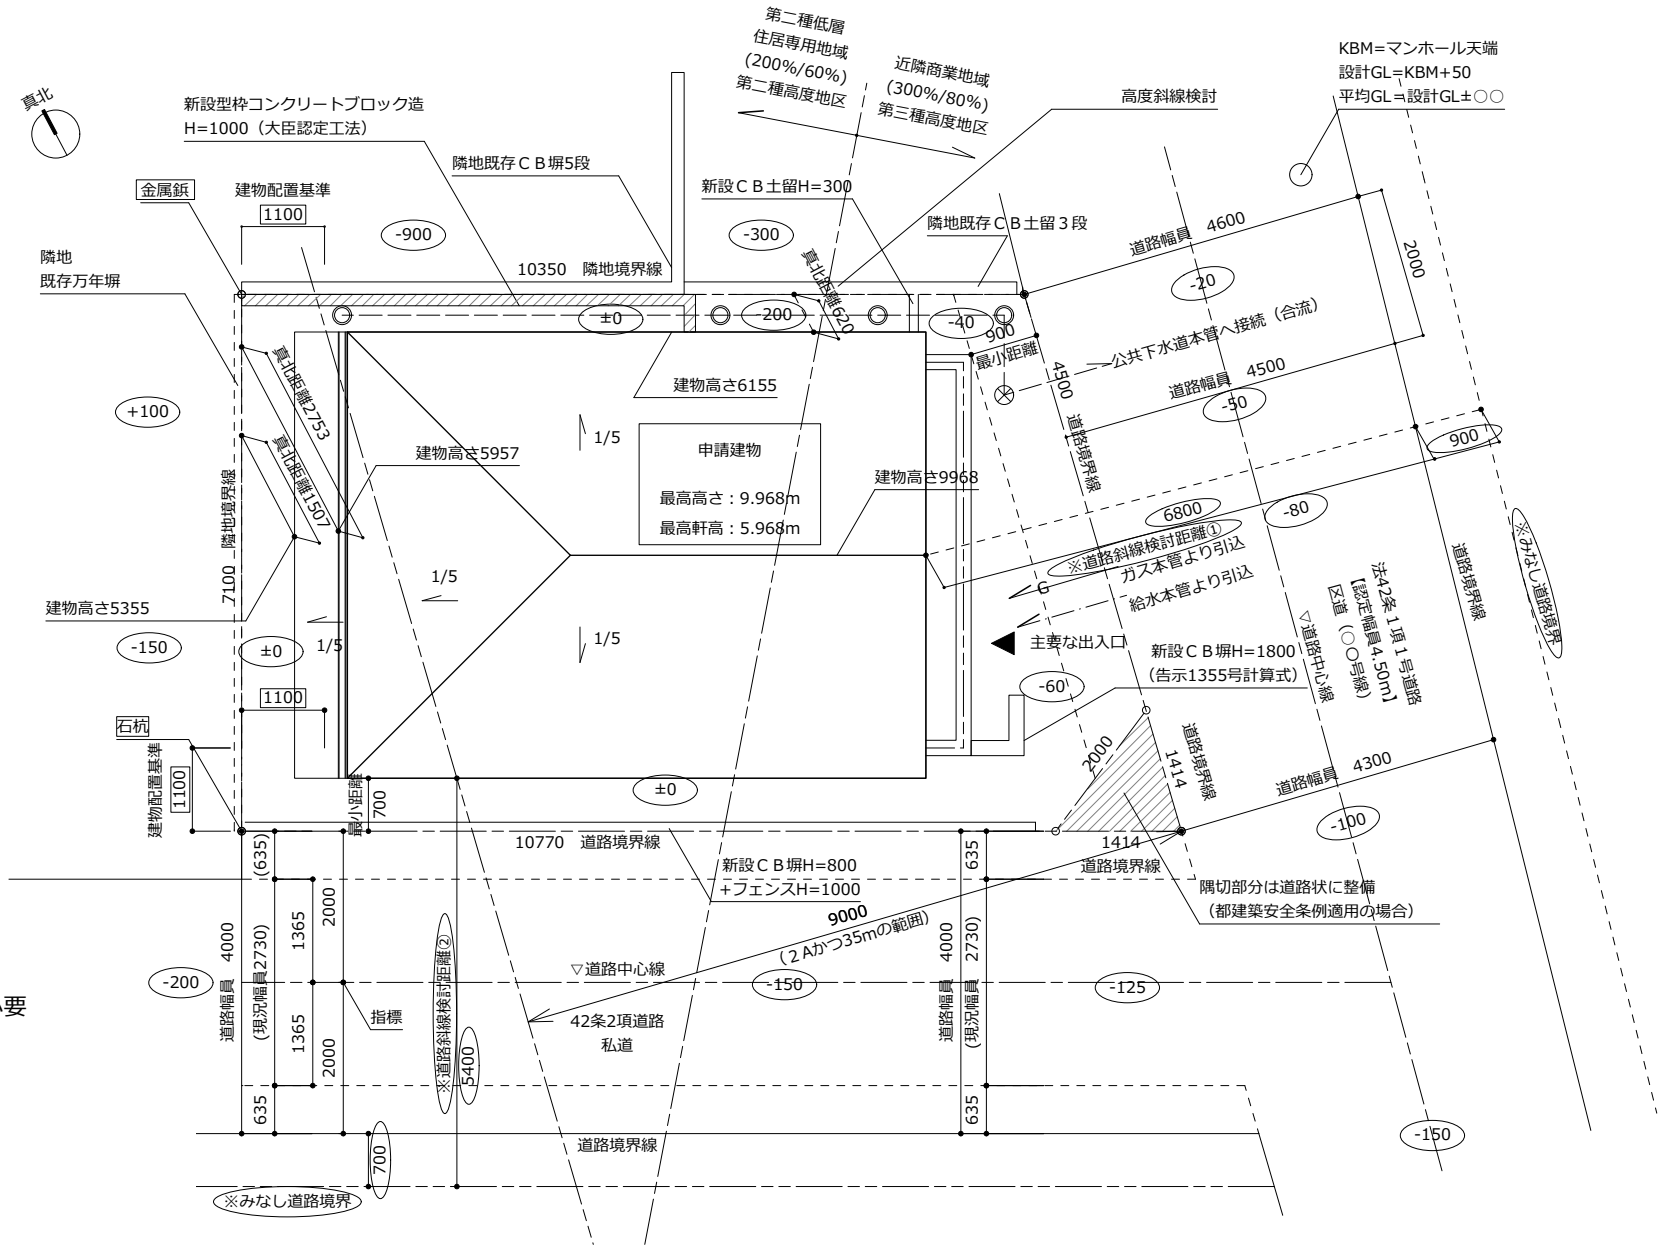 第二種低層
住居専用地域
(200%/60%)
第二種高度地区
近隣商業地域
(300%/80%)
第三種高度地区
KBM=マンホール天端
設計GL=KBM+50
平均GL=設計GL±○○
真北
新設型枠コンクリートブロック造
H=1000（大臣認定工法）
高度斜線検討
隣地既存ＣＢ塀5段
金属鋲
建物配置基準
1100
新設ＣＢ土留H=300
隣地既存ＣＢ土留３段
-900
-300
道路幅員 4600
2000
隣地
既存万年塀
10350 隣地境界線
真北距離620
-20
±0
-200
-40
900
最小距離
公共下水道本管へ接続（合流）
4500 道路境界線
道路幅員 4500
-50
真北距離2753
建物高さ6155
+100
1/5
建物高さ5957
申請建物
最高高さ：9.968m
最高軒高：5.968m
建物高さ9968
900
真北距離1507
7100 隣地境界線
6800
-80
※道路斜線検討距離①
ガス本管より引込
G
給水本管より引込
道路境界線
※みなし道路境界
法42条１項１号道路
【認定幅員4.50m】
区道（○○号線）
▽道路中心線
1/5
建物高さ5355
-150
±0
1/5
1/5
主要な出入口
新設ＣＢ塀H=1800
（告示1355号計算式）
-60
1100
石杭
建物配置基準
1100
最小距離
700
±0
2000
1414
道路境界線
道路幅員 4300
-100
10770 道路境界線
1414
道路境界線
(635)
新設ＣＢ塀H=800
+フェンスH=1000
635
隅切部分は道路状に整備
（都建築安全条例適用の場合）
9000
（２Aかつ35mの範囲）
道路幅員 4000
(現況幅員2730)
1365
2000
※道路斜線検討距離②
▽道路中心線
-150
道路幅員 4000
(現況幅員 2730)
-125
-200
要
指標
42条2項道路
私道
1365
2000
5400
635
635
-150
道路境界線
700
※みなし道路境界